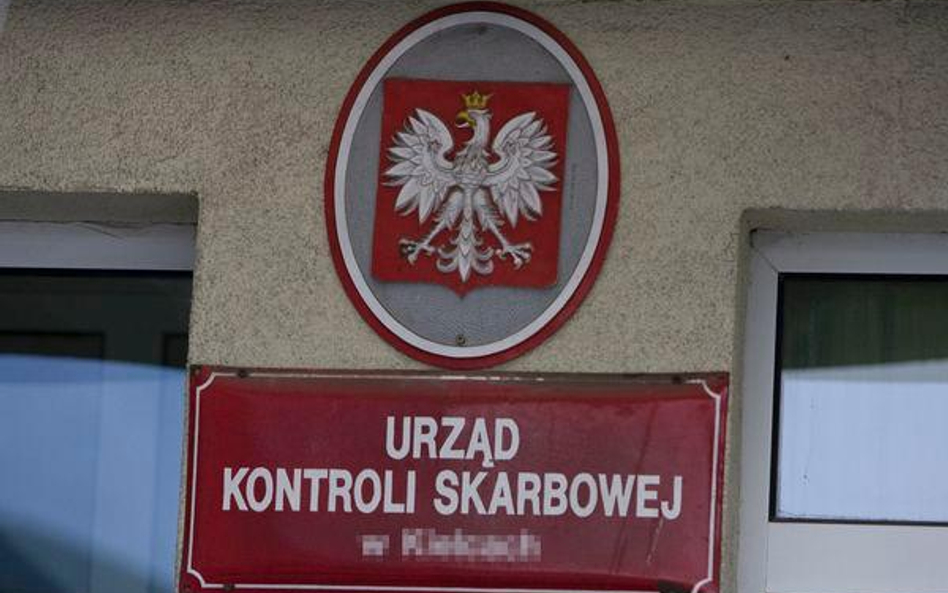 URZĄD
KONTROLI SKARBOWEJ